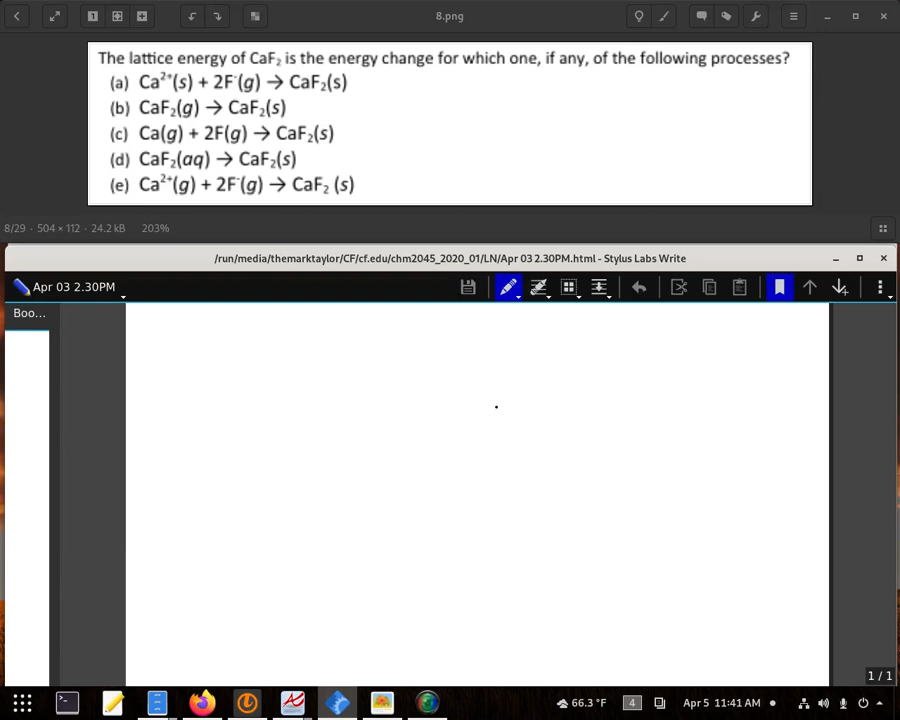 8.png
The lattice energy of CaF₂ is the energy change for which one, if any, of the following processes?
(a) Ca²⁺(s) + 2F⁻(g) → CaF₂(s)
(b) CaF₂(g) → CaF₂(s)
(c) Ca(g) + 2F(g) → CaF₂(s)
(d) CaF₂(aq) → CaF₂(s)
(e) Ca²⁺(g) + 2F⁻(g) → CaF₂ (s)
8/29 · 504 × 112 · 24.2 kB 203%
/run/media/themarktaylor/CF/cf.edu/chm2045_2020_01/LN/Apr 03 2.30PM.html - Stylus Labs Write
Apr 03 2.30PM
Boo...
1 / 1
66.3 °F 4 Apr 5 11:41 AM